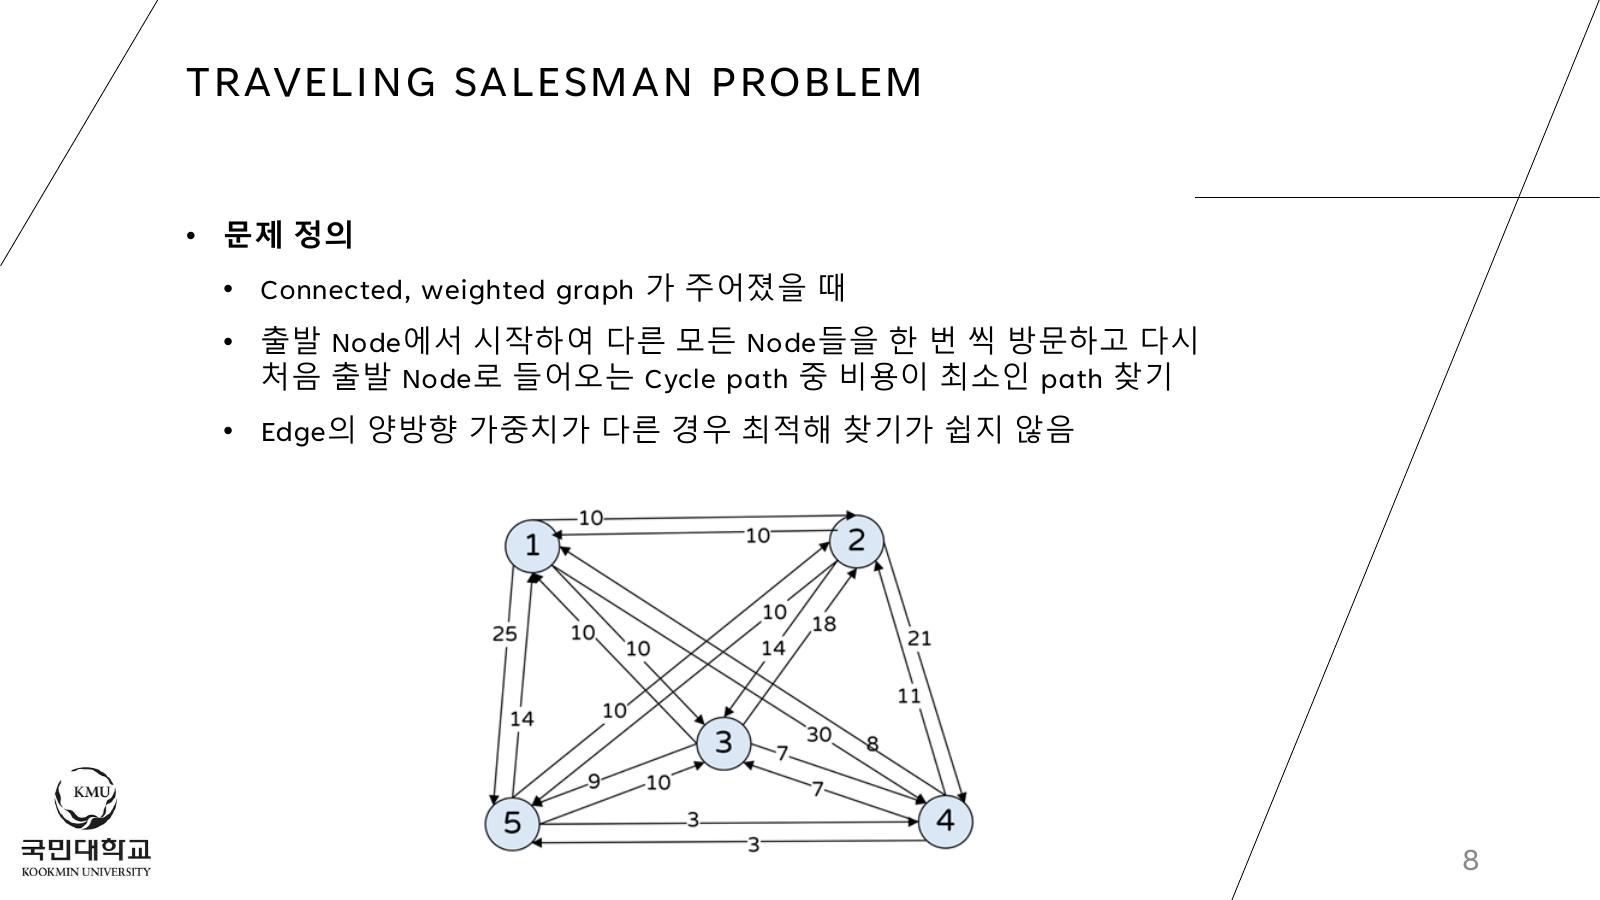 TRAVELING SALESMAN PROBLEM
• 문제 정의
• Connected, weighted graph 가 주어졌을 때
• 출발 Node에서 시작하여 다른 모든 Node들을 한 번 씩 방문하고 다시
처음 출발 Node로 들어오는 Cycle path 중 비용이 최소인 path 찾기
• Edge의 양방향 가중치가 다른 경우 최적해 찾기가 쉽지 않음
10
10
1
2
10
18
25
10
10
14
21
11
10
14
30
8
3
7
9
10
7
5
3
4
3
KMU
국민대학교
KOOKMIN UNIVERSITY
8